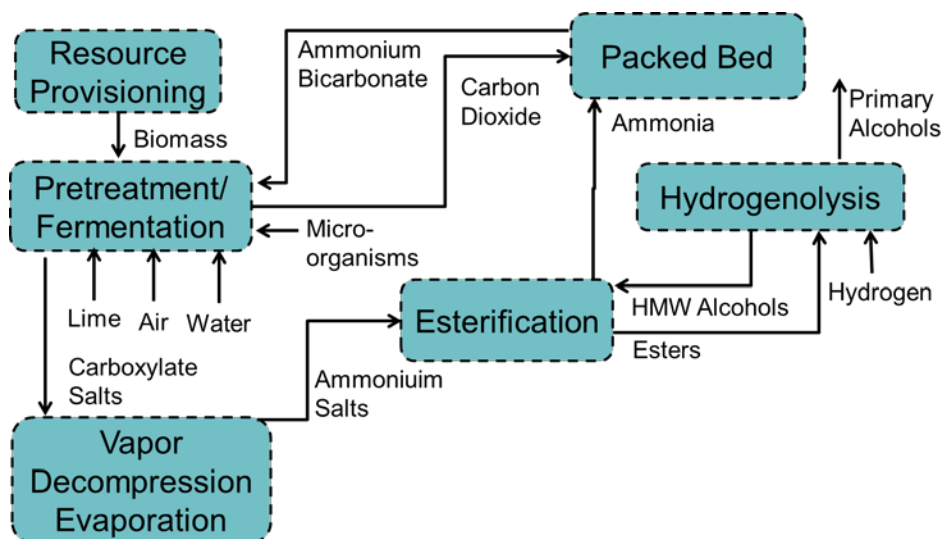 Resource
Provisioning
Ammonium
Bicarbonate
Packed Bed
Carbon
Dioxide
Primary
Alcohols
Biomass
Ammonia
Pretreatment/
Fermentation
Hydrogenolysis
Micro-
organisms
Lime
Air
Water
Esterification
HMW Alcohols
Hydrogen
Esters
Carboxylate
Salts
Ammoniuim
Salts
Vapor
Decompression
Evaporation